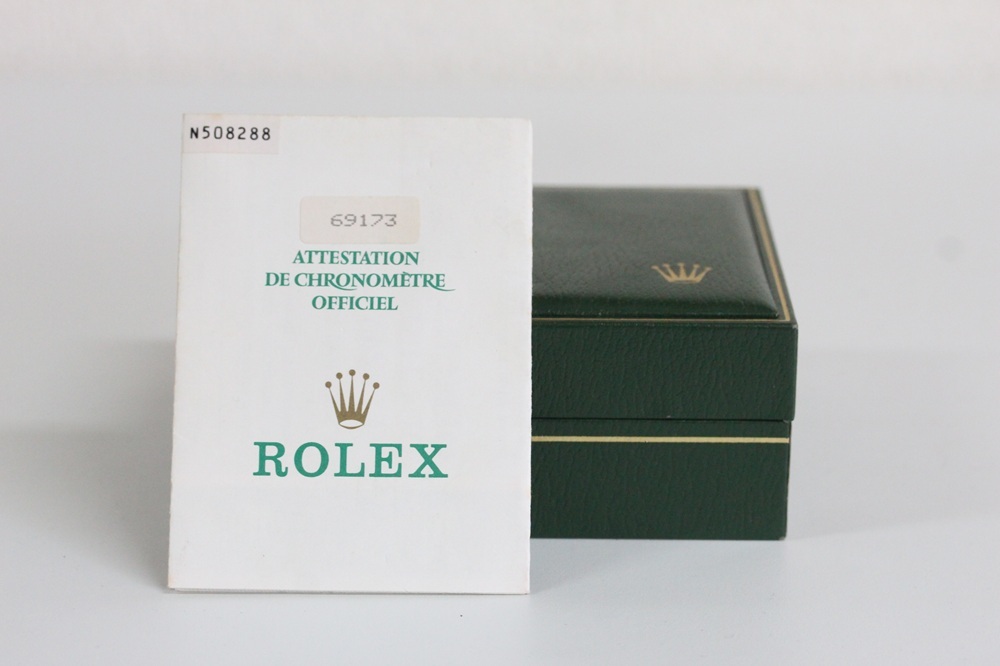 N508288
69173
ATTESTATION
DE CHRONOMÈTRE
OFFICIEL
ROLEX